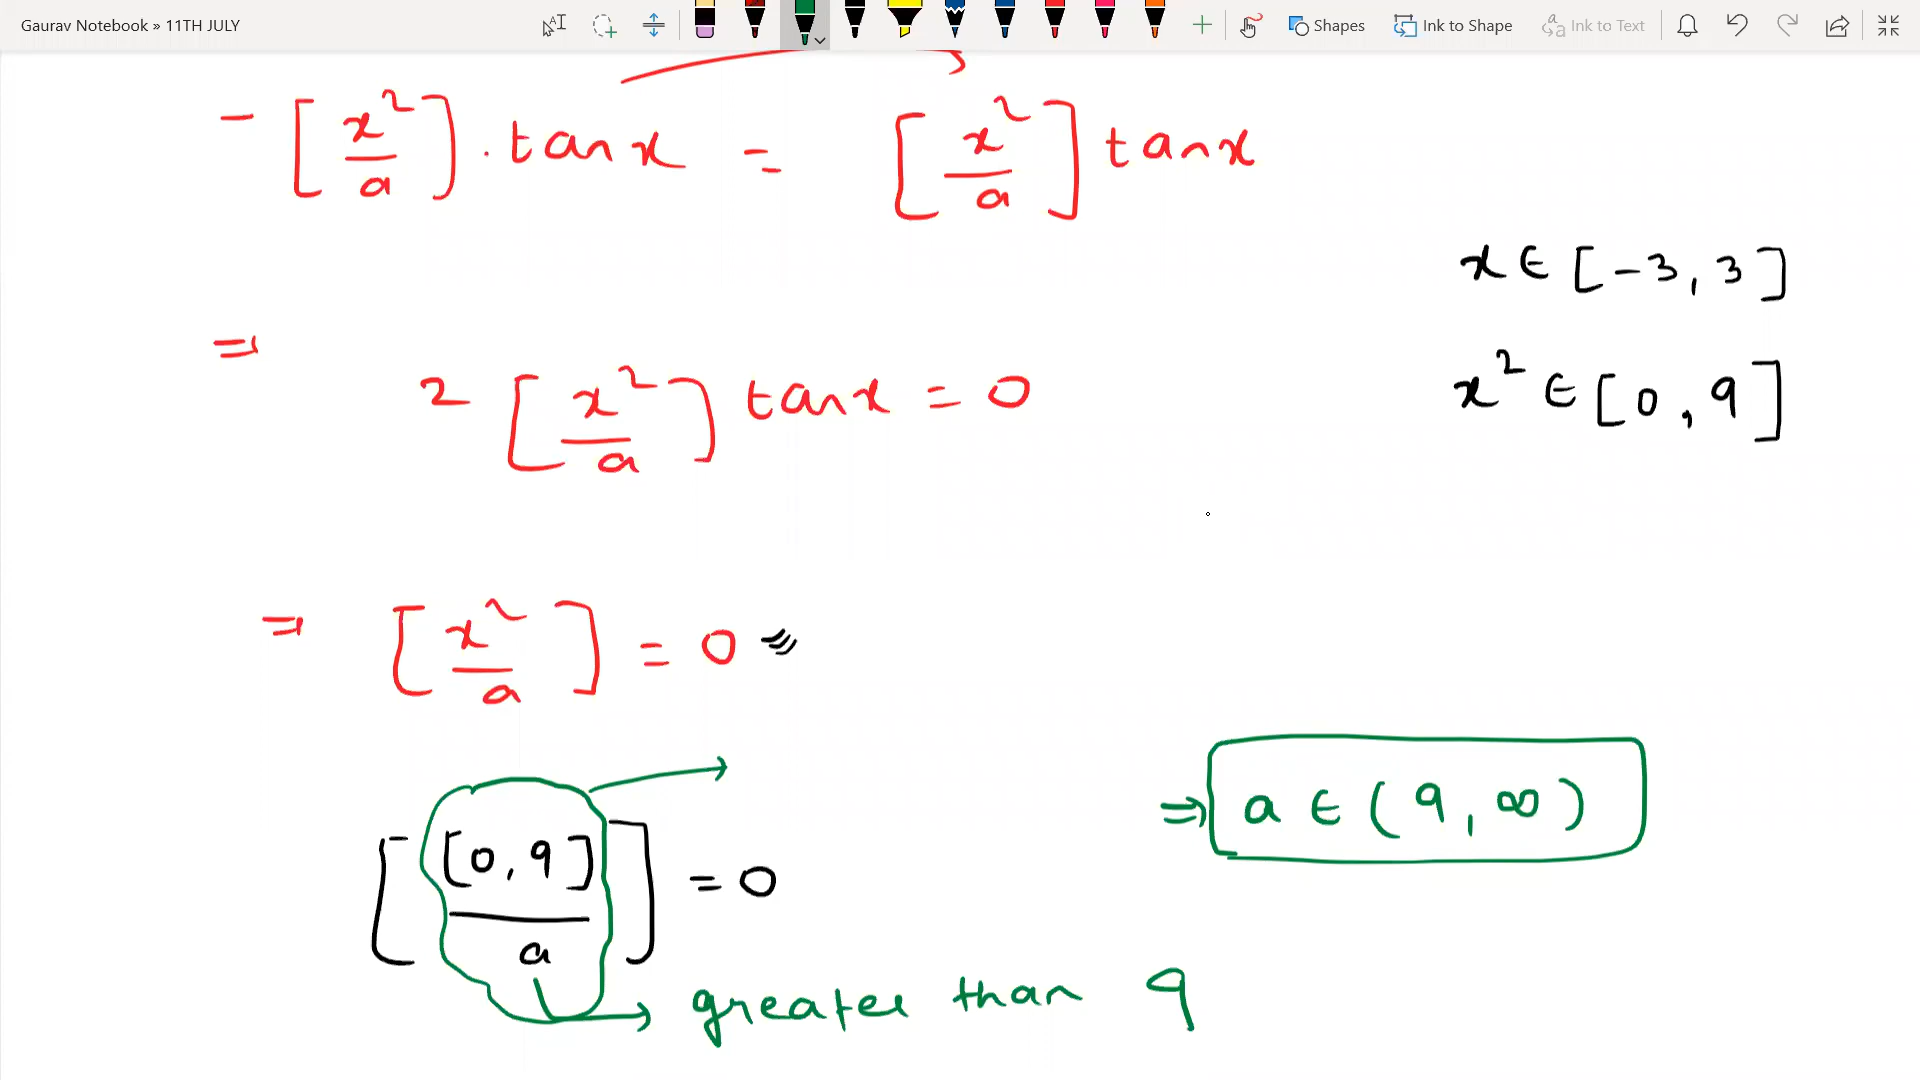 Gaurav Notebook » 11TH JULY
Shapes Ink to Shape Ink to Text
- [x²/a] . tan x = [x²/a] tan x
x ∈ [-3, 3]
⇒ 2 [x²/a] tan x = 0
x² ∈ [0, 9]
⇒ [x²/a] = 0
⇒ a ∈ (9, ∞)
[[0, 9]/a] = 0
greater than 9